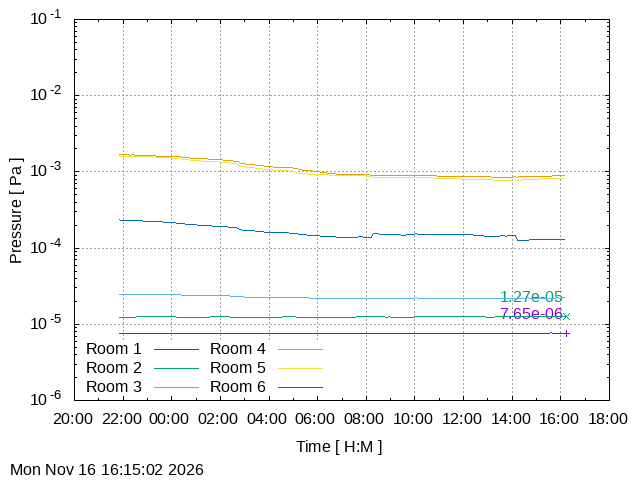 10^-1
10^-2
10^-3
10^-4
10^-5
10^-6
Pressure [ Pa ]
1.27e-05
7.65e-06
Room 1 Room 4
Room 2 Room 5
Room 3 Room 6
20:00 22:00 00:00 02:00 04:00 06:00 08:00 10:00 12:00 14:00 16:00 18:00
Time [ H:M ]
Mon Nov 16 16:15:02 2026